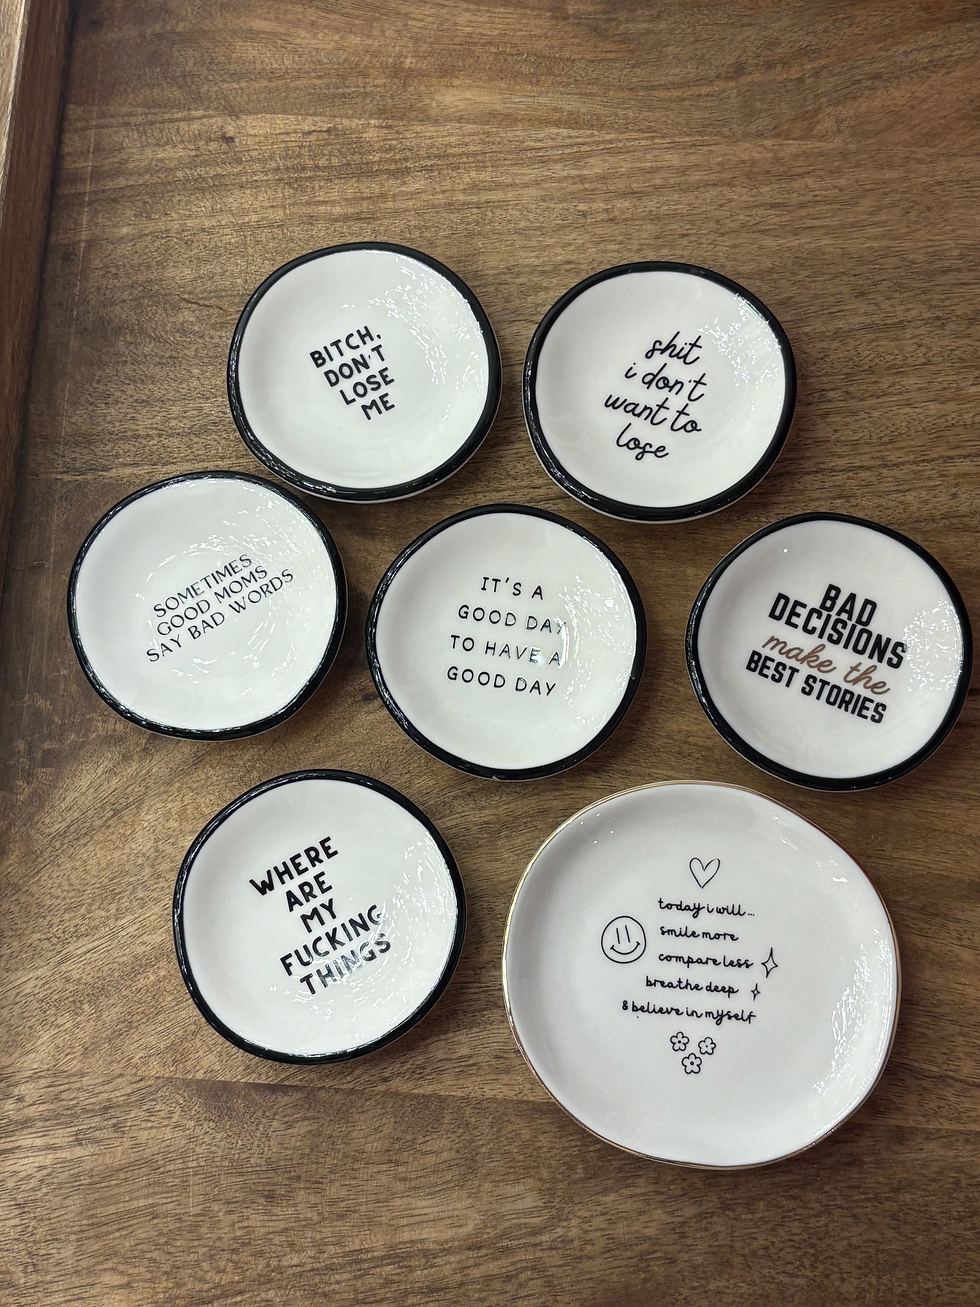 BITCH,
DON'T
LOSE
ME
shit
i don't
want to
lose
SOMETIMES
GOOD MOMS
SAY BAD WORDS
IT'S A
GOOD DAY
TO HAVE A
GOOD DAY
BAD
DECISIONS
make the
BEST STORIES
WHERE
ARE
MY
FUCKING
THINGS
today i will...
smile more
compare less
breathe deep
& believe in myself